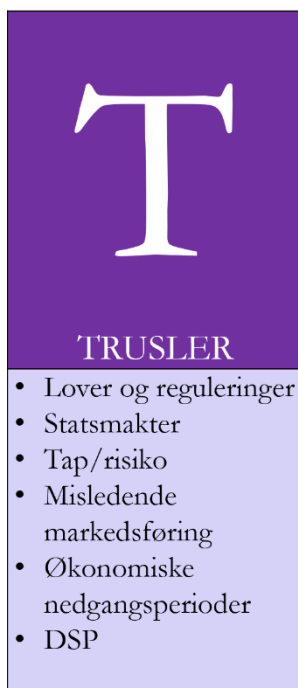 T
TRUSLER
• Lover og reguleringer
• Statsmakter
• Tap/risiko
• Misledende
markedsføring
• Økonomiske
nedgangsperioder
• DSP